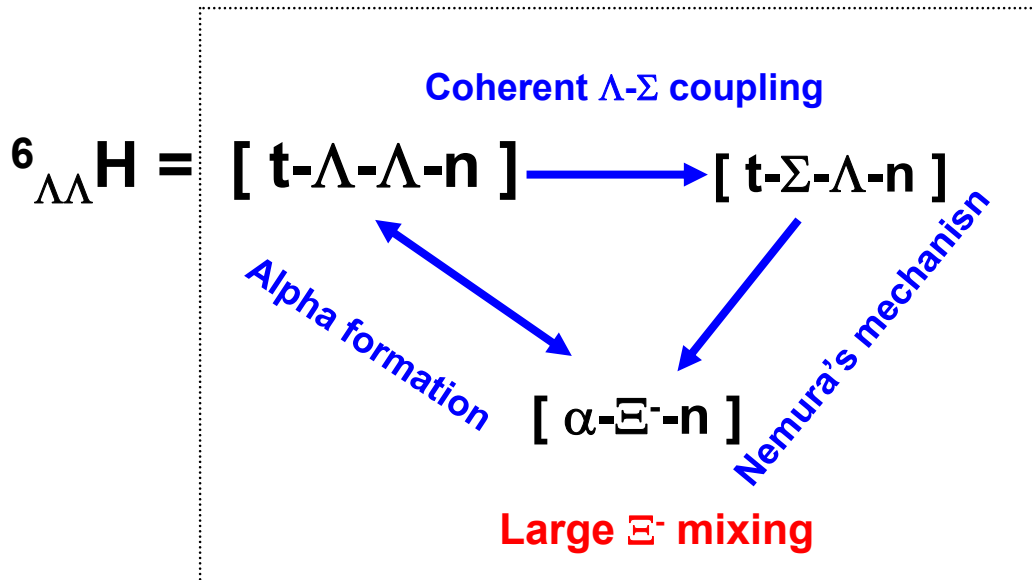 Coherent Λ-Σ coupling
⁶ΛΛH = [ t-Λ-Λ-n ] [ t-Σ-Λ-n ]
Alpha formation
Nemura's mechanisn
[ α-Ξ⁻-n ]
Large Ξ⁻ mixing